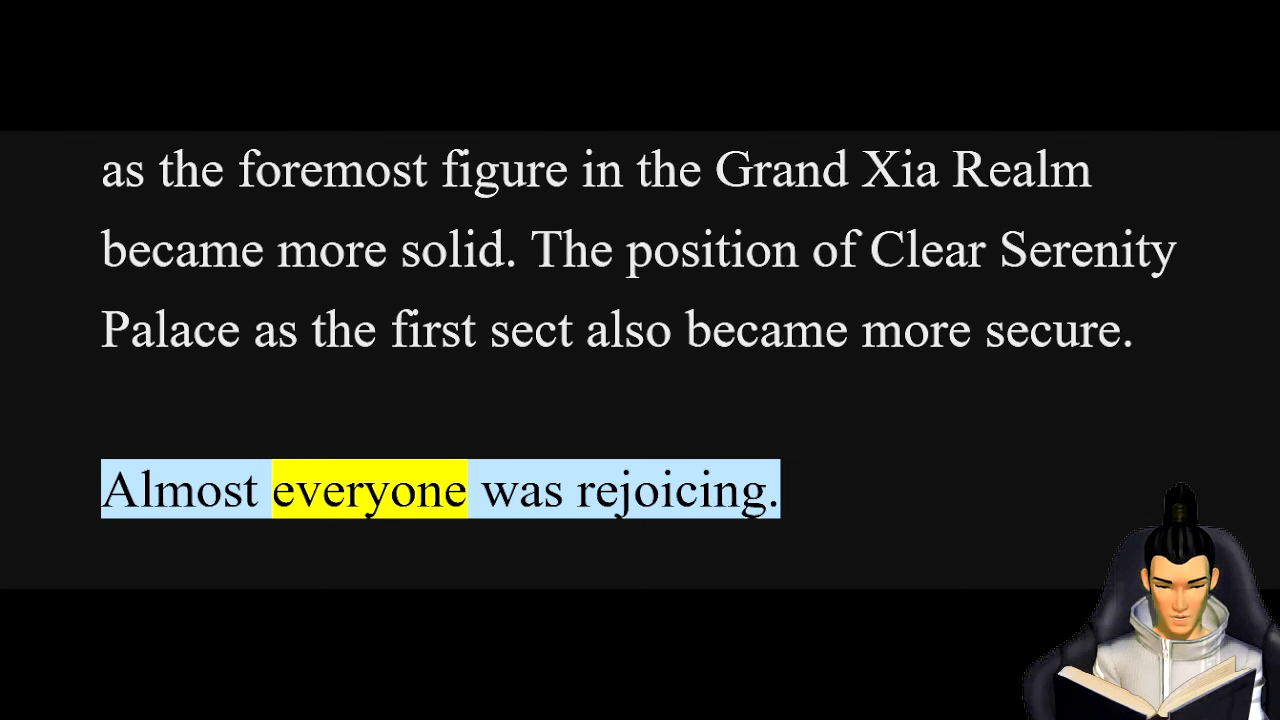 as the foremost figure in the Grand Xia Realm
became more solid. The position of Clear Serenity
Palace as the first sect also became more secure.
Almost everyone was rejoicing.